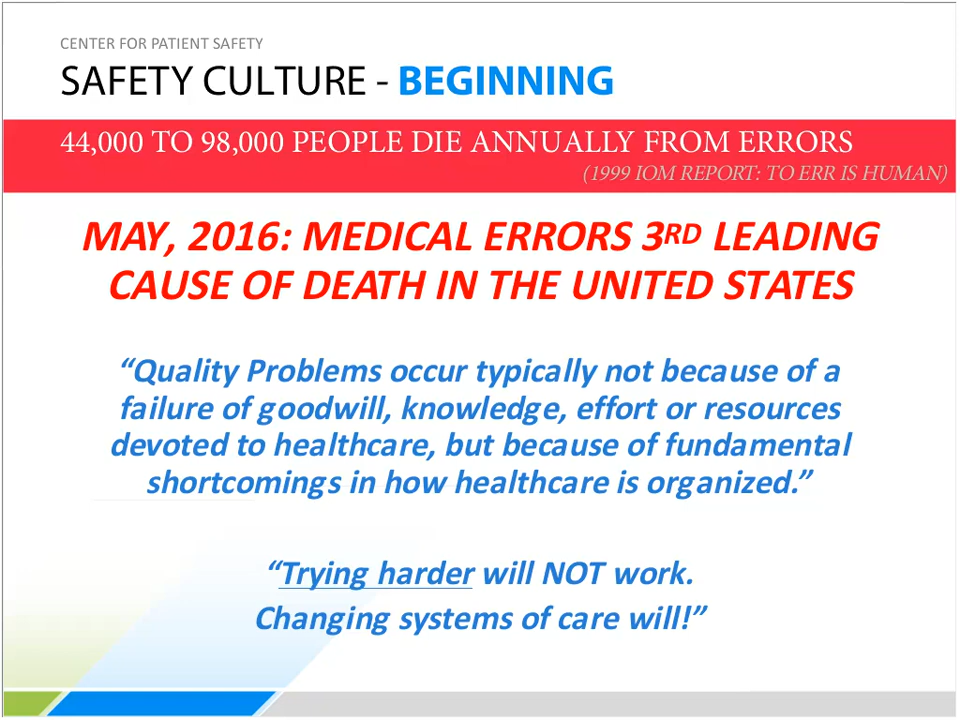 CENTER FOR PATIENT SAFETY
SAFETY CULTURE - BEGINNING
44,000 TO 98,000 PEOPLE DIE ANNUALLY FROM ERRORS
(1999 IOM REPORT: TO ERR IS HUMAN)
MAY, 2016: MEDICAL ERRORS 3RD LEADING
CAUSE OF DEATH IN THE UNITED STATES
“Quality Problems occur typically not because of a
failure of goodwill, knowledge, effort or resources
devoted to healthcare, but because of fundamental
shortcomings in how healthcare is organized.”
“Trying harder will NOT work.
Changing systems of care will!”